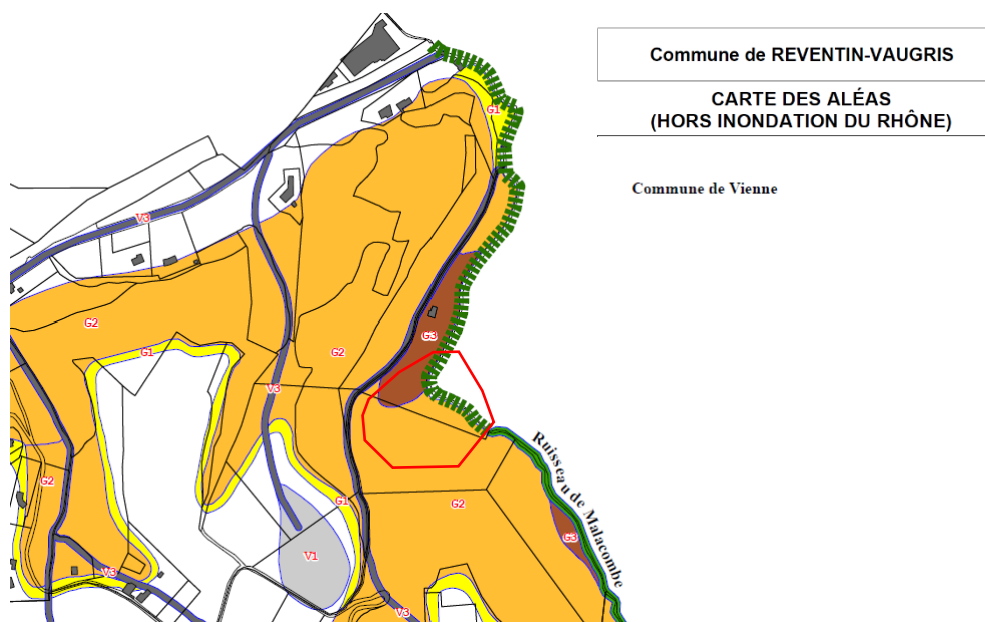 Commune de REVENTIN-VAUGRIS
CARTE DES ALÉAS
(HORS INONDATION DU RHÔNE)
Commune de Vienne
G1
V3
G2
G3
G1
G2
V3
G2
G1
G2
V1
G3
V3
V3
Ruisseau de Malacombe